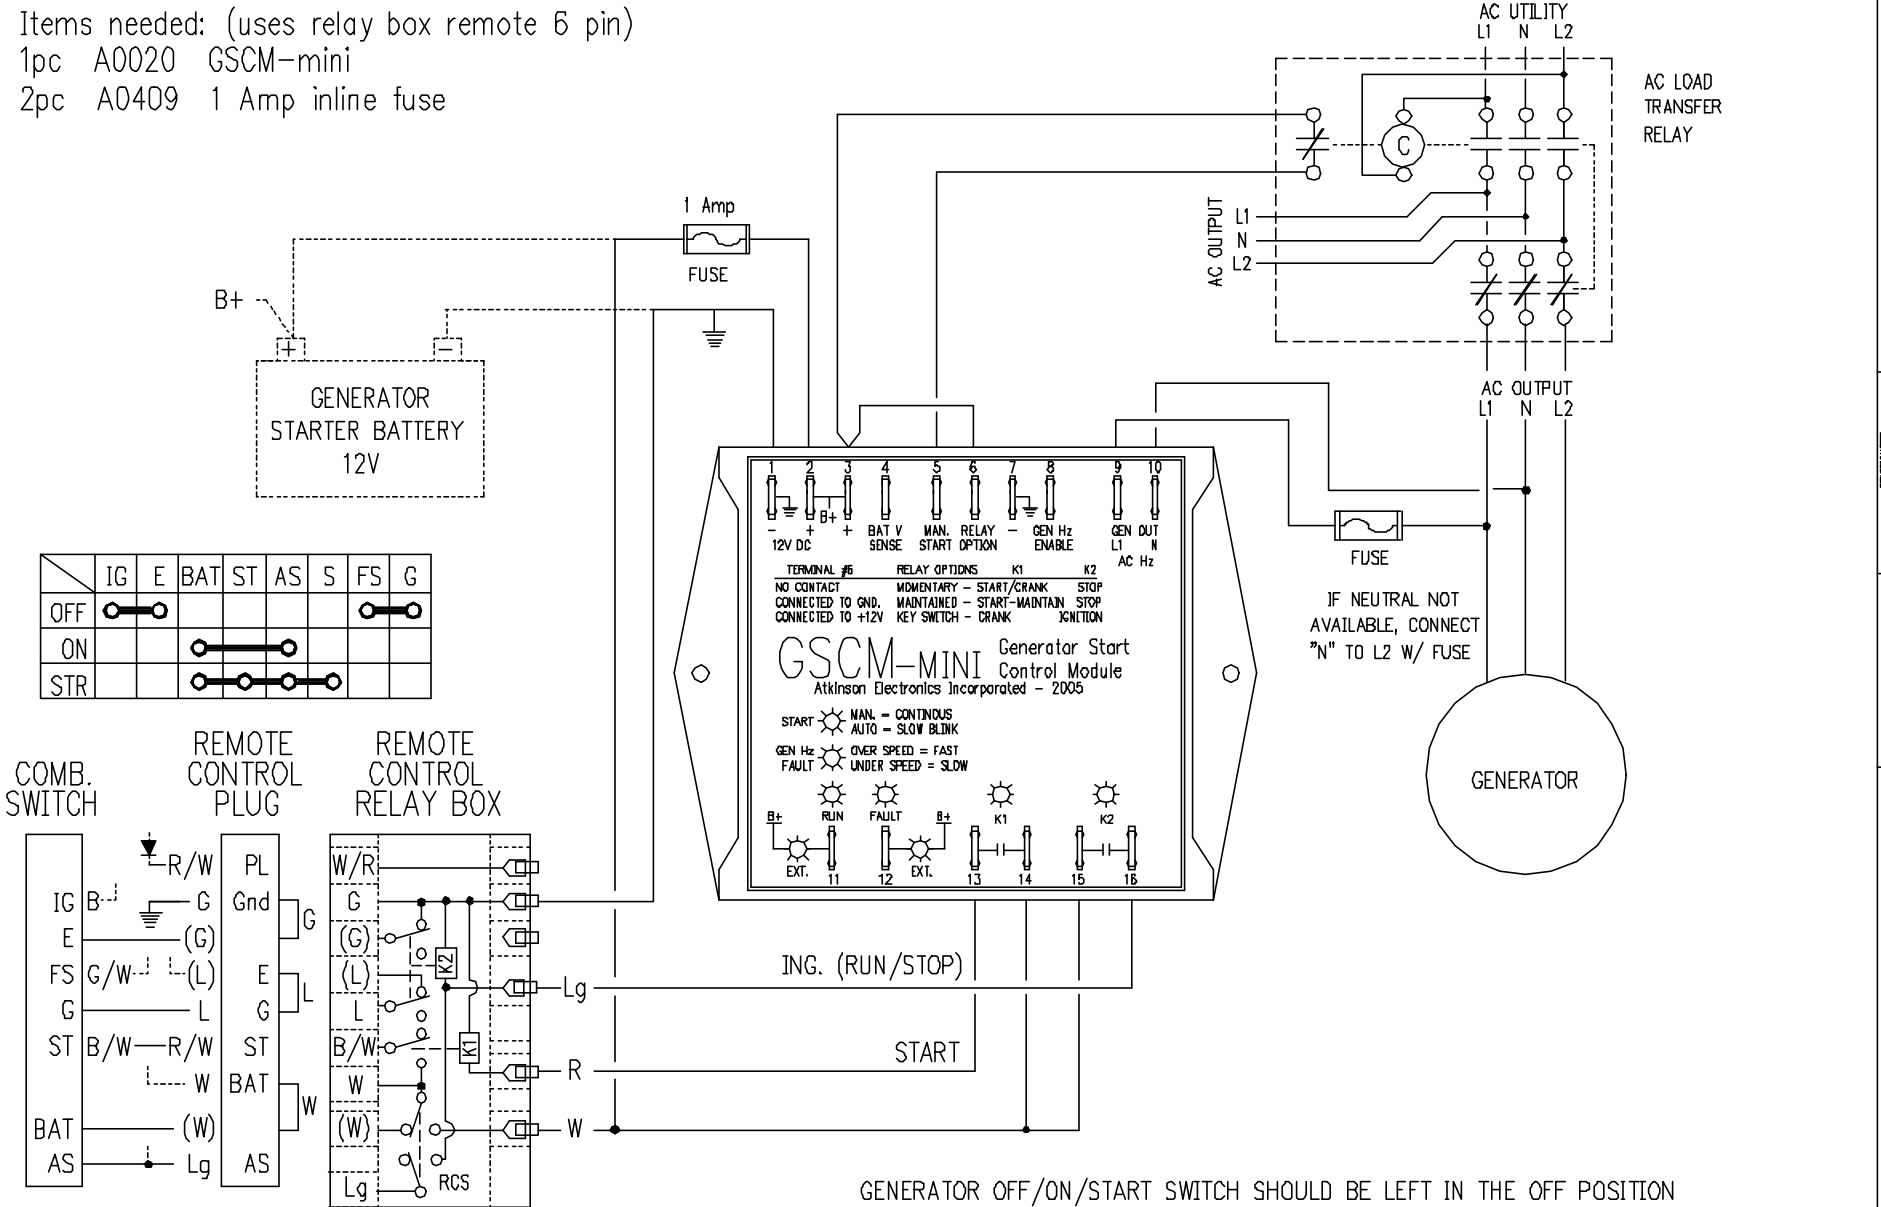 Items needed: (uses relay box remote 6 pin)
1pc A0020 GSCM-mini
2pc A0409 1 Amp inline fuse
AC UTILITY
L1 N L2
AC LOAD
TRANSFER
RELAY
C
AC OUTPUT
L1
N
L2
1 Amp
FUSE
B+
+ -
GENERATOR
STARTER BATTERY
12V
AC OUTPUT
L1 N L2
1 2 3 4 5 6 7 8 9 10
B+
- + + BAT V MAN. RELAY - GEN Hz GEN OUT
12V DC SENSE START OPTION ENABLE L1 N
AC Hz
TERMINAL #6 RELAY OPTIONS K1 K2
NO CONTACT MOMENTARY - START/CRANK STOP
CONNECTED TO GND. MAINTAINED - START-MAINTAIN STOP
CONNECTED TO +12V KEY SWITCH - CRANK IGNITION
GSCM-MINI Generator Start
Control Module
Atkinson Electronics Incorporated - 2005
START MAN. = CONTINOUS
AUTO = SLOW BLINK
GEN Hz OVER SPEED = FAST
FAULT UNDER SPEED = SLOW
B+ RUN FAULT B+ K1 K2
EXT. 11 12 EXT. 13 14 15 16
FUSE
IF NEUTRAL NOT
AVAILABLE, CONNECT
"N" TO L2 W/ FUSE
GENERATOR
IG E BAT ST AS S FS G
OFF
ON
STR
COMB.
SWITCH
REMOTE
CONTROL
PLUG
REMOTE
CONTROL
RELAY BOX
R/W PL W/R
IG B G Gnd G G
E (G) (G)
FS G/W (L) E L (L)
G L G L
ST B/W R/W ST B/W
W BAT W W
BAT (W) (W)
AS Lg AS Lg
K2
K1
RCS
ING. (RUN/STOP)
Lg
START
R
W
GENERATOR OFF/ON/START SWITCH SHOULD BE LEFT IN THE OFF POSITION